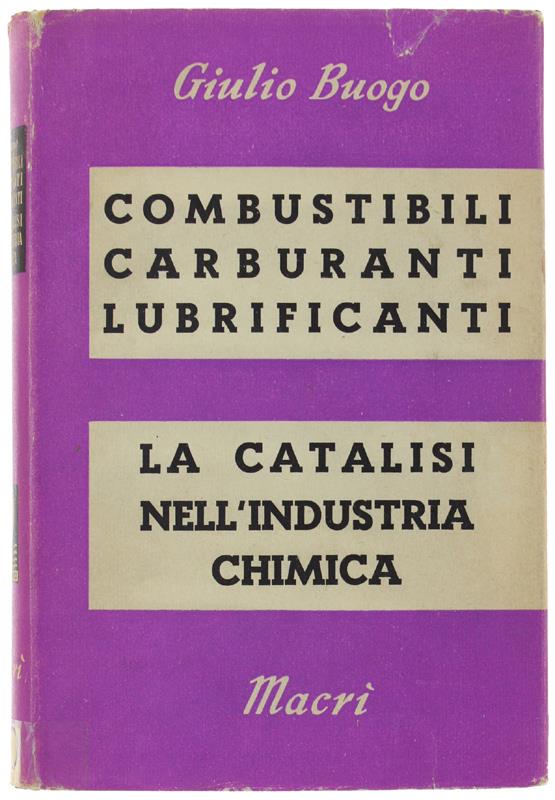 Giulio Buogo
COMBUSTIBILI
CARBURANTI
LUBRIFICANTI
LA CATALISI
NELL'INDUSTRIA
CHIMICA
Macrì